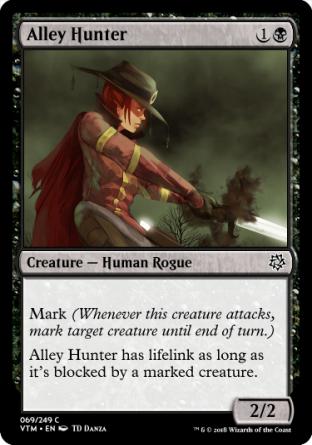 Alley Hunter 1
Creature — Human Rogue
Mark (Whenever this creature attacks,
mark target creature until end of turn.)
Alley Hunter has lifelink as long as
it's blocked by a marked creature.
2/2
069/249 C
VTM • EN TD DANZA
™ & © 2018 Wizards of the Coast